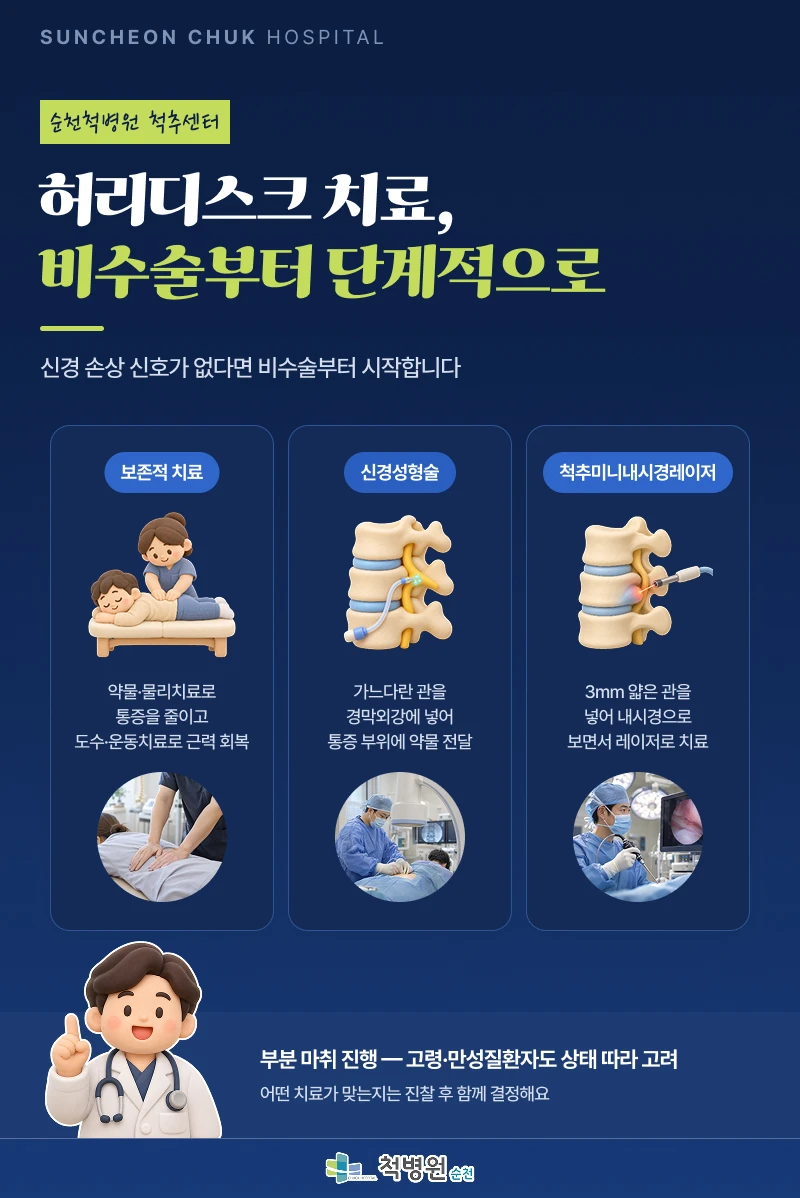 SUNCHEON CHUK HOSPITAL
순천척병원 척추센터
허리디스크 치료,
비수술부터 단계적으로
신경 손상 신호가 없다면 비수술부터 시작합니다
보존적 치료
약물·물리치료로
통증을 줄이고
도수·운동치료로 근력 회복
신경성형술
가느다란 관을
경막외강에 넣어
통증 부위에 약물 전달
척추미니내시경레이저
3mm 얇은 관을
넣어 내시경으로
보면서 레이저로 치료
부분 마취 진행 — 고령·만성질환자도 상태 따라 고려
어떤 치료가 맞는지는 진찰 후 함께 결정해요
척병원 순천